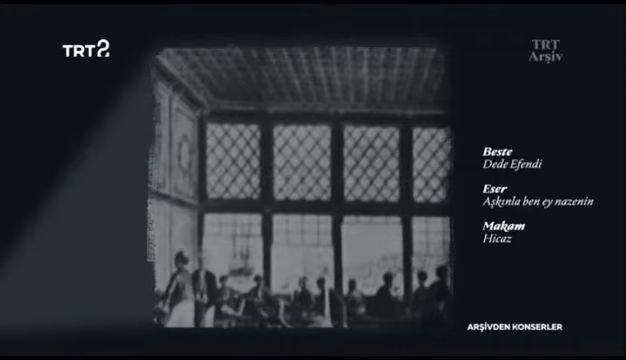 TRT2
TRT
Arşiv
Beste
Dede Efendi
Eser
Aşkınla ben ey nazenin
Makam
Hicaz
ARŞİVDEN KONSERLER